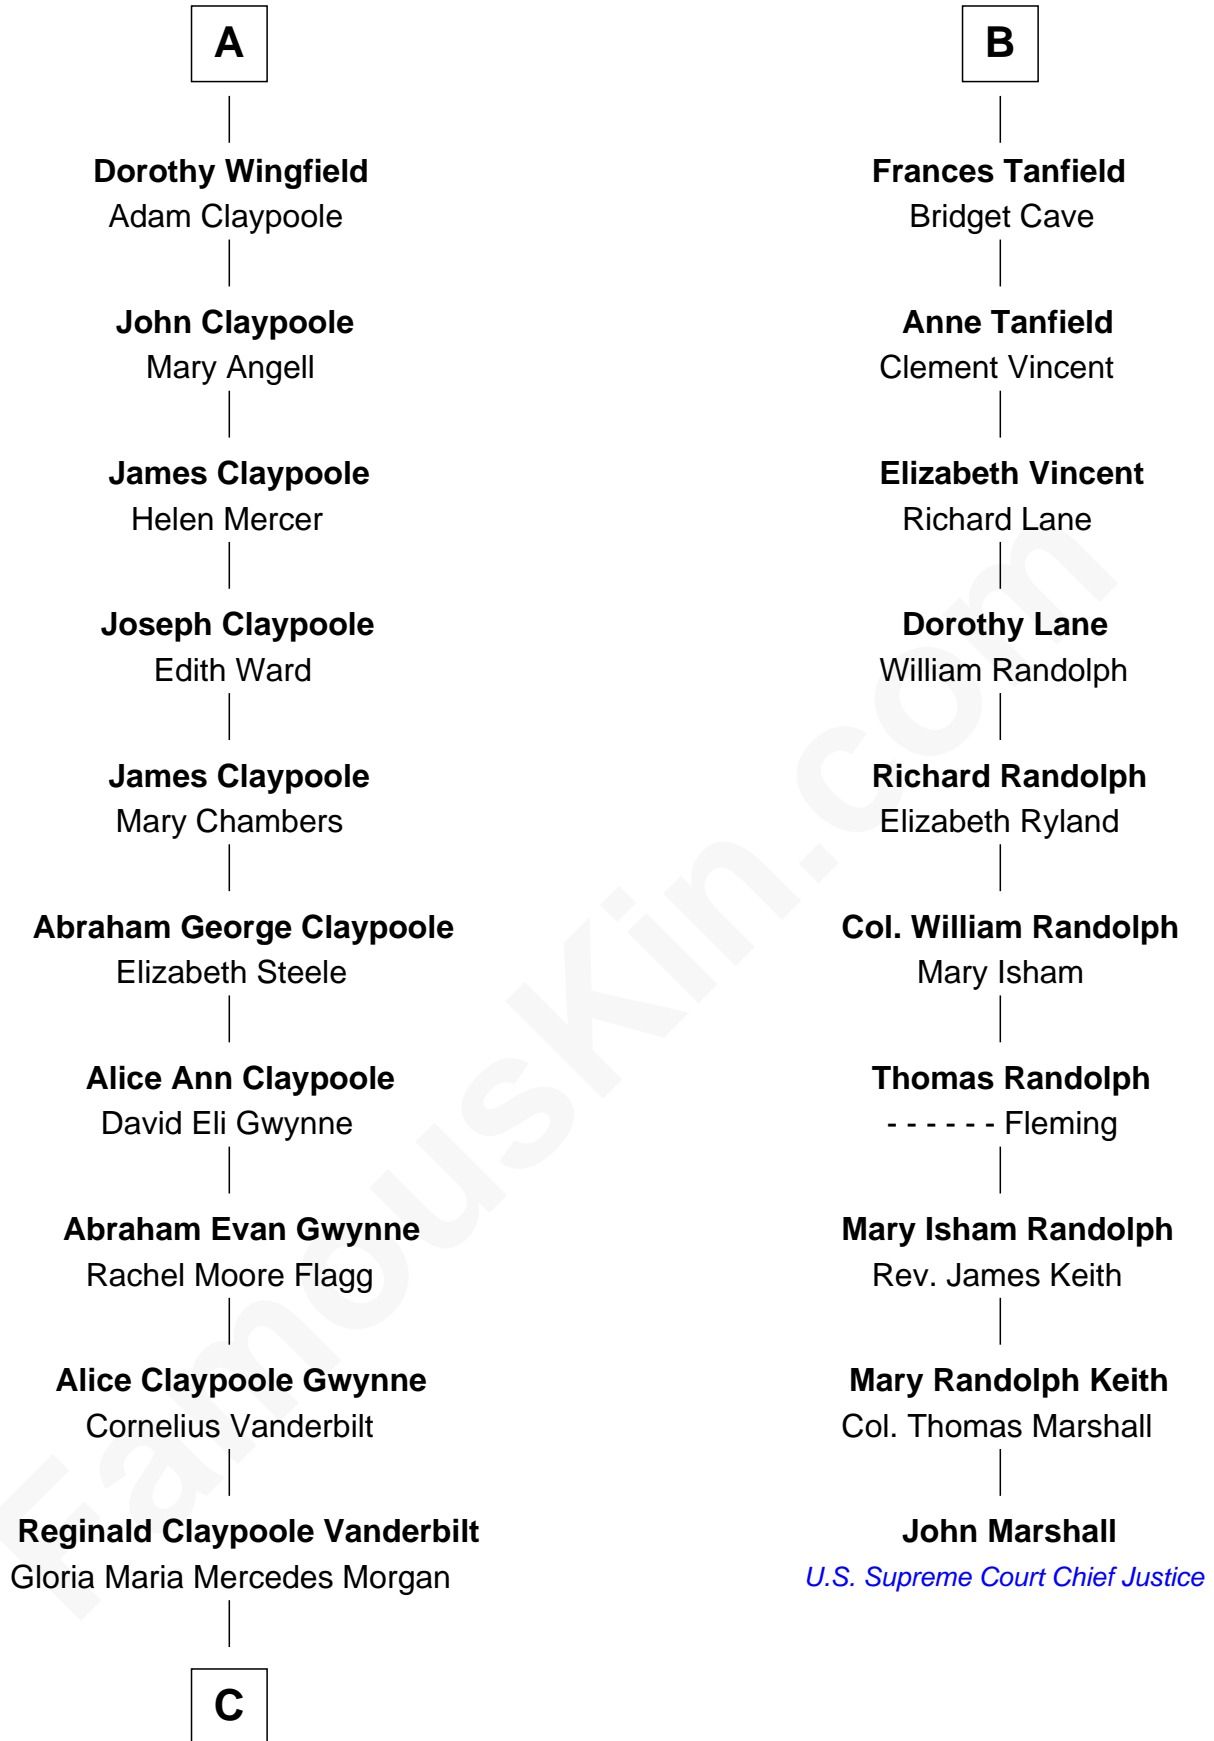 A
Dorothy Wingfield
Adam Claypoole
John Claypoole
Mary Angell
James Claypoole
Helen Mercer
Joseph Claypoole
Edith Ward
James Claypoole
Mary Chambers
Abraham George Claypoole
Elizabeth Steele
Alice Ann Claypoole
David Eli Gwynne
Abraham Evan Gwynne
Rachel Moore Flagg
Alice Claypoole Gwynne
Cornelius Vanderbilt
Reginald Claypoole Vanderbilt
Gloria Maria Mercedes Morgan
C
B
Frances Tanfield
Bridget Cave
Anne Tanfield
Clement Vincent
Elizabeth Vincent
Richard Lane
Dorothy Lane
William Randolph
Richard Randolph
Elizabeth Ryland
Col. William Randolph
Mary Isham
Thomas Randolph
- - - - - - Fleming
Mary Isham Randolph
Rev. James Keith
Mary Randolph Keith
Col. Thomas Marshall
John Marshall
U.S. Supreme Court Chief Justice
FamousKin.com